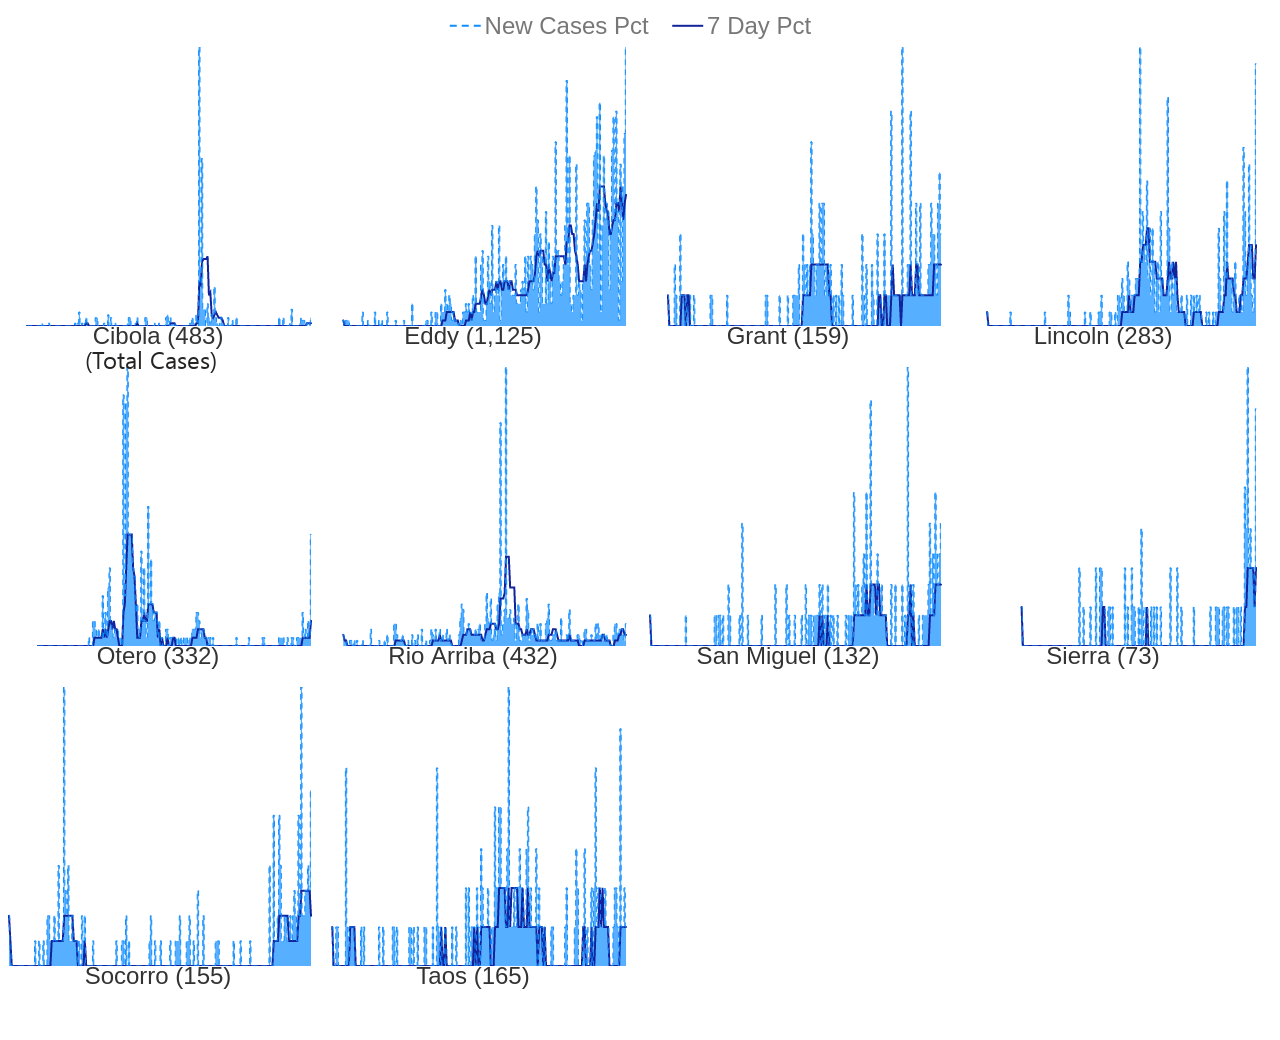 New Cases Pct 7 Day Pct
Cibola (483) Eddy (1,125) Grant (159) Lincoln (283)
(Total Cases)
Otero (332) Rio Arriba (432) San Miguel (132) Sierra (73)
Socorro (155) Taos (165)